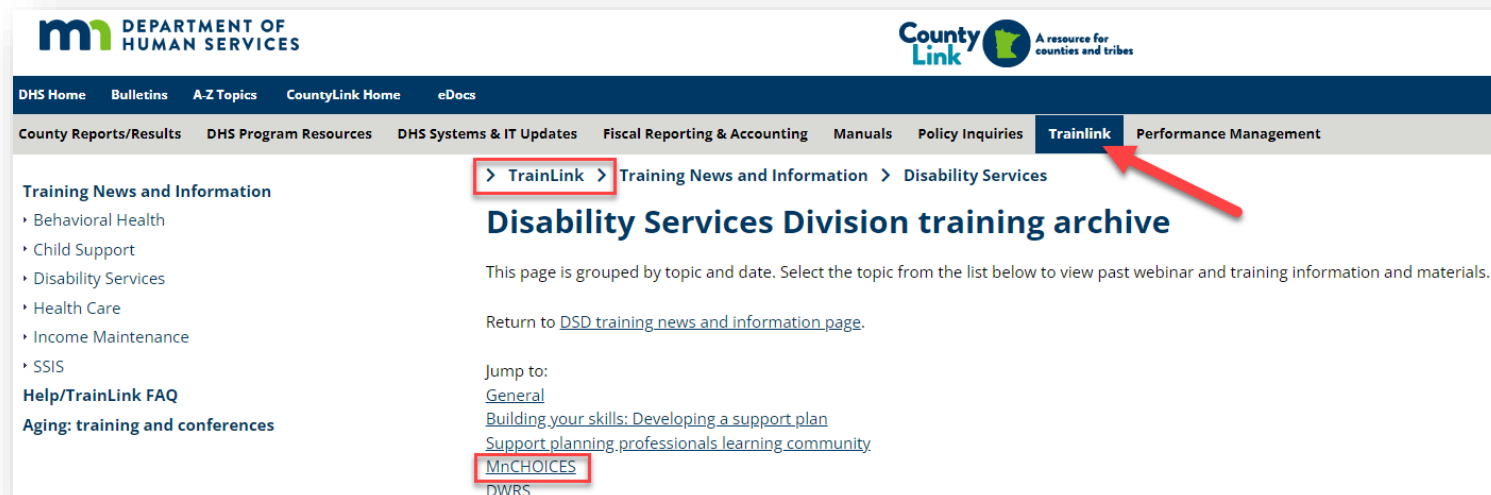 DEPARTMENT OF
HUMAN SERVICES
County
Link
A resource for
counties and tribes
DHS Home Bulletins A-Z Topics CountyLink Home eDocs
County Reports/Results DHS Program Resources DHS Systems & IT Updates Fiscal Reporting & Accounting Manuals Policy Inquiries Trainlink Performance Management
> TrainLink > Training News and Information > Disability Services
Training News and Information
Behavioral Health
Child Support
Disability Services
Health Care
Income Maintenance
SSIS
Help/TrainLink FAQ
Aging: training and conferences
Disability Services Division training archive
This page is grouped by topic and date. Select the topic from the list below to view past webinar and training information and materials.
Return to DSD training news and information page.
Jump to:
General
Building your skills: Developing a support plan
Support planning professionals learning community
MnCHOICES
DWRS